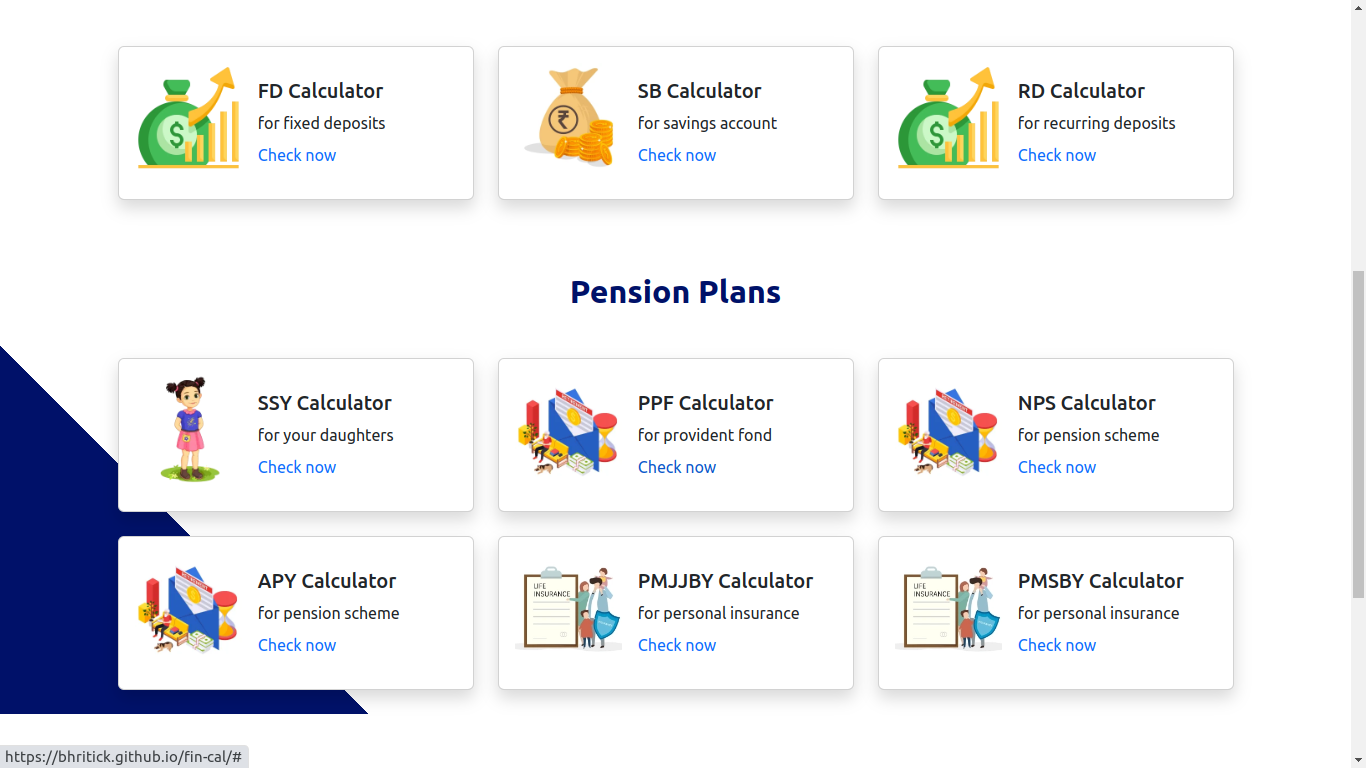 FD Calculator
for fixed deposits
Check now
SB Calculator
for savings account
Check now
RD Calculator
for recurring deposits
Check now
Pension Plans
SSY Calculator
for your daughters
Check now
PPF Calculator
for provident fond
Check now
NPS Calculator
for pension scheme
Check now
APY Calculator
for pension scheme
Check now
LIFE
INSURANCE
PMJJBY Calculator
for personal insurance
Check now
LIFE
INSURANCE
PMSBY Calculator
for personal insurance
Check now
https://bhritick.github.io/fin-cal/#